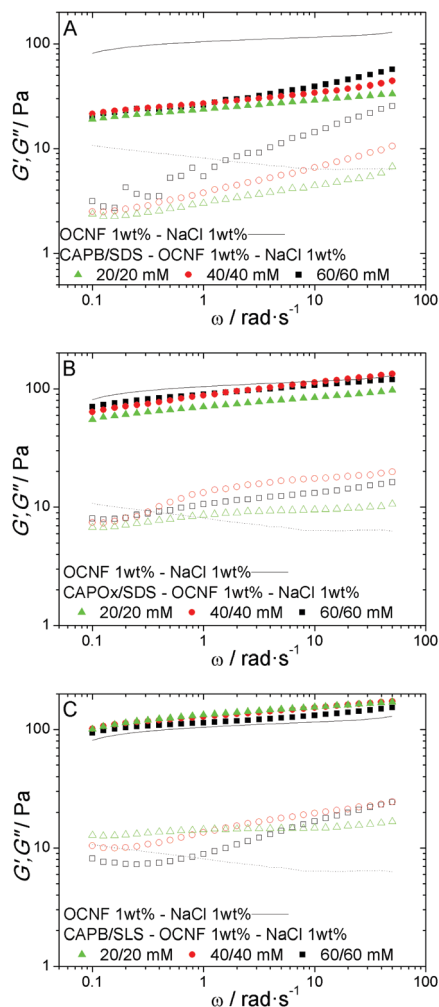 A
100
10
1
G′,G″/ Pa
OCNF 1wt% - NaCl 1wt%
CAPB/SDS - OCNF 1wt% - NaCl 1wt%
20/20 mM 40/40 mM 60/60 mM
0.1 1 10 100
ω / rad·s⁻¹
B
100
10
1
G′,G″/ Pa
OCNF 1wt% - NaCl 1wt%
CAPOx/SDS - OCNF 1wt% - NaCl 1wt%
20/20 mM 40/40 mM 60/60 mM
0.1 1 10 100
ω / rad·s⁻¹
C
100
10
1
G′,G″/ Pa
OCNF 1wt% - NaCl 1wt%
CAPB/SLS - OCNF 1wt% - NaCl 1wt%
20/20 mM 40/40 mM 60/60 mM
0.1 1 10 100
ω / rad·s⁻¹